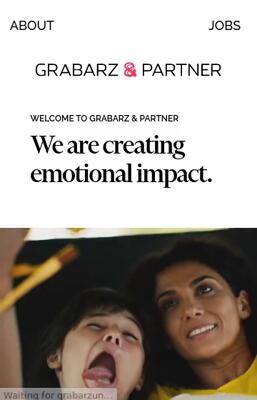 ABOUT JOBS
GRABARZ & PARTNER
WELCOME TO GRABARZ & PARTNER
We are creating
emotional impact.
Waiting for grabarzun...